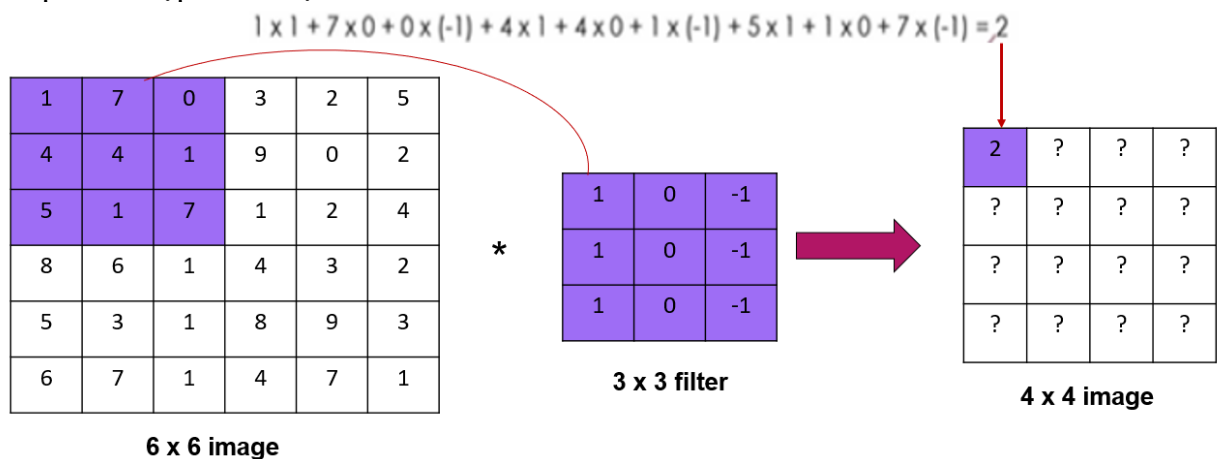 1 x 1 + 7 x 0 + 0 x (-1) + 4 x 1 + 4 x 0 + 1 x (-1) + 5 x 1 + 1 x 0 + 7 x (-1) = 2
1 7 0 3 2 5
4 4 1 9 0 2
5 1 7 1 2 4
8 6 1 4 3 2
5 3 1 8 9 3
6 7 1 4 7 1
6 x 6 image
*
1 0 -1
1 0 -1
1 0 -1
3 x 3 filter
2 ? ? ?
? ? ? ?
? ? ? ?
? ? ? ?
4 x 4 image